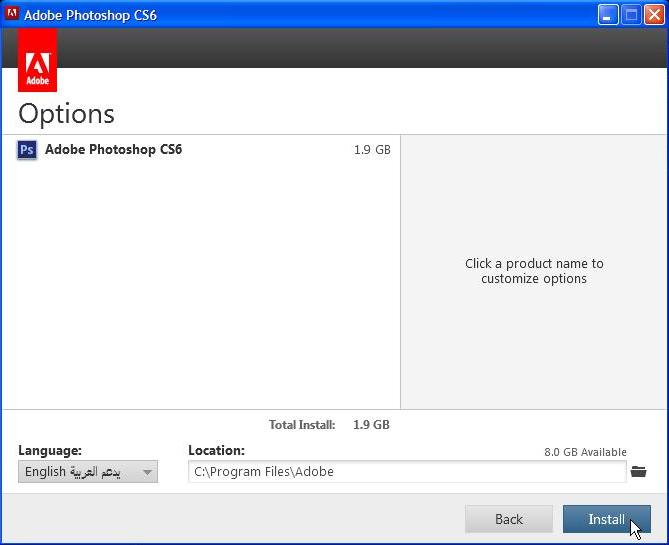 Adobe Photoshop CS6
Adobe
Options
Ps Adobe Photoshop CS6 1.9 GB
Click a product name to
customize options
Total Install: 1.9 GB
Language:
English يدعم العربية
Location:
8.0 GB Available
C:\Program Files\Adobe
Back
Install